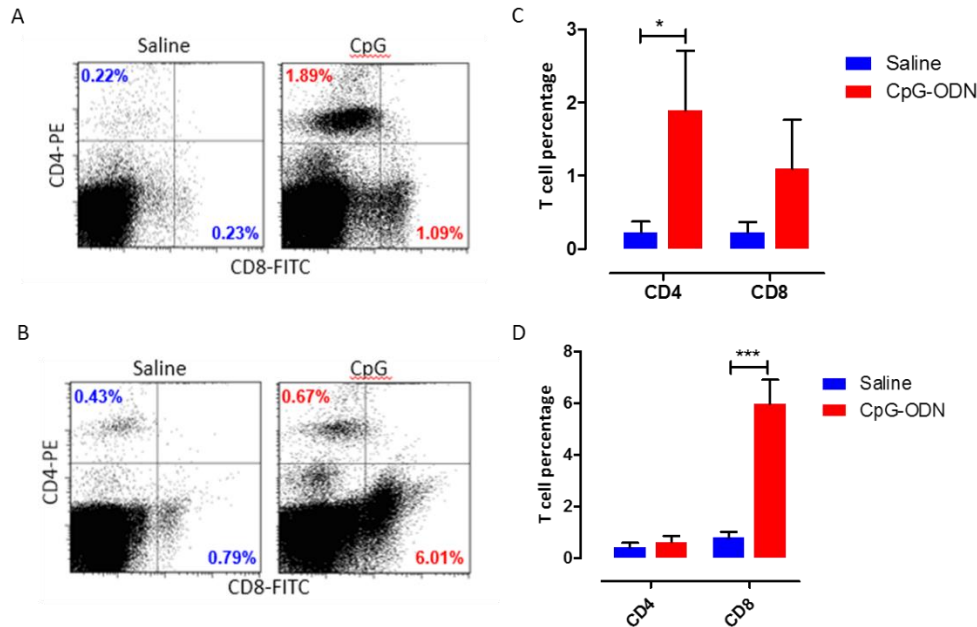 A
Saline
CpG
0.22%
1.89%
CD4-PE
0.23%
1.09%
CD8-FITC
B
Saline
CpG
0.43%
0.67%
CD4-PE
0.79%
6.01%
CD8-FITC
C
3
2
1
0
T cell percentage
*
Saline
CpG-ODN
CD4
CD8
D
8
6
4
2
0
T cell percentage
***
Saline
CpG-ODN
CD4
CD8